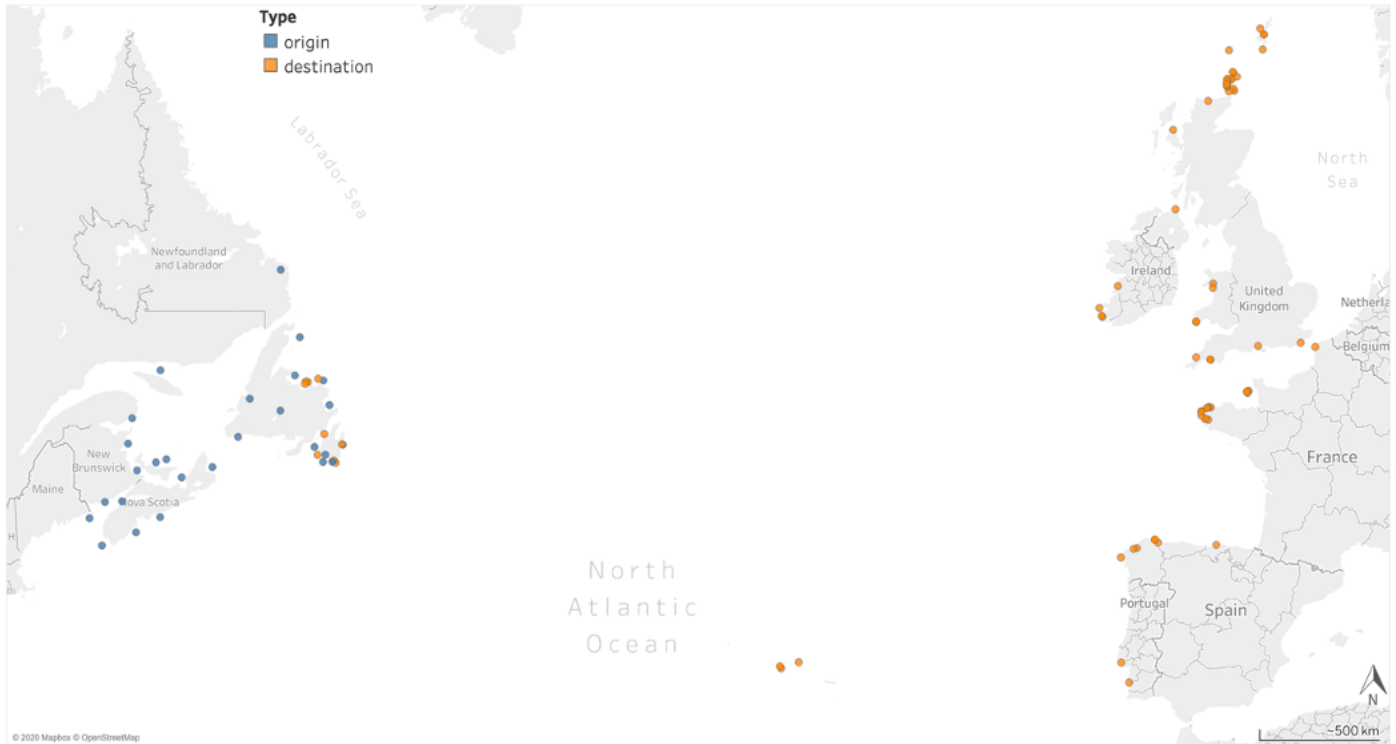 Type
origin
destination
Labrador Sea
North
Sea
Newfoundland
and Labrador
Ireland
United
Kingdom
Netherla
Belgium
New
Brunswick
Maine
Nova Scotia
France
H
North
Atlantic
Ocean
Portugal
Spain
N
~500 km
© 2020 Mapbox © OpenStreetMap